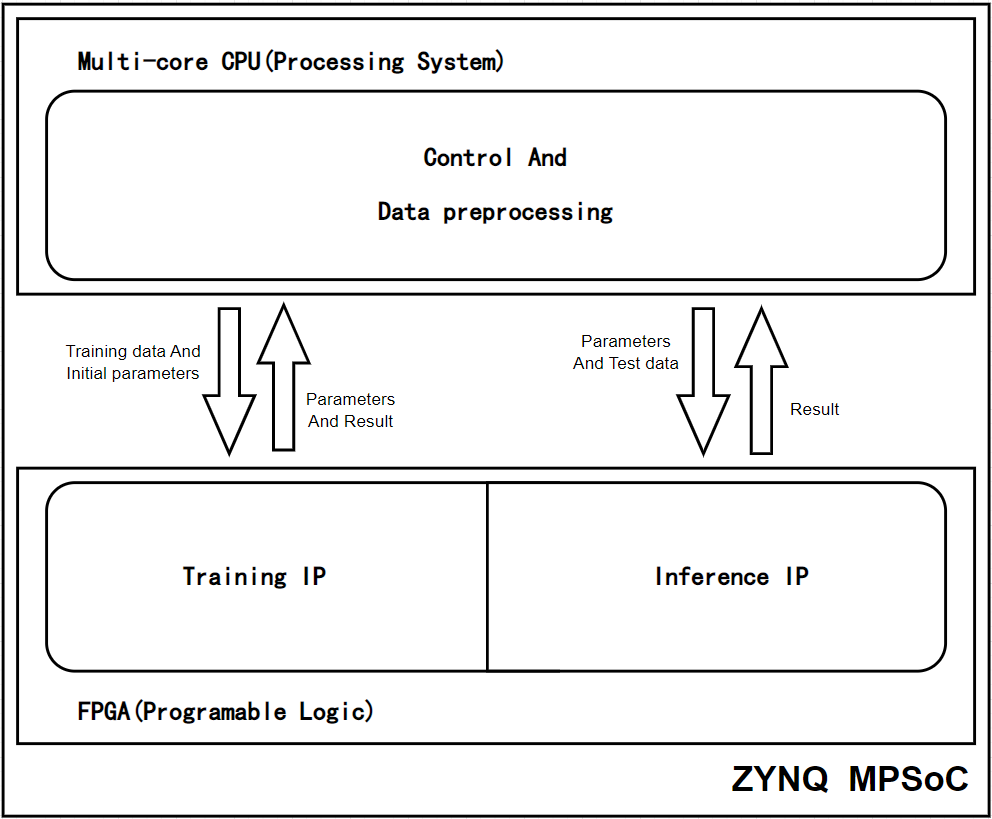 Multi-core CPU(Processing System)
Control And
Data preprocessing
Training data And
Initial parameters
Parameters
And Result
Parameters
And Test data
Result
Training IP
Inference IP
FPGA(Programable Logic)
ZYNQ MPSoC